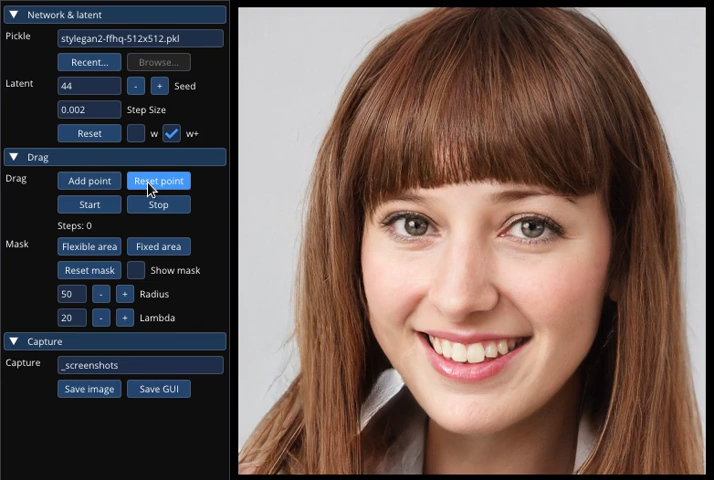 Network & latent
Pickle stylegan2-ffhq-512x512.pkl
Recent... Browse...
Latent 44 - + Seed
0.002 Step Size
Reset w w+
Drag
Drag Add point Reset point
Start Stop
Steps: 0
Mask Flexible area Fixed area
Reset mask Show mask
50 - + Radius
20 - + Lambda
Capture
Capture _screenshots
Save image Save GUI